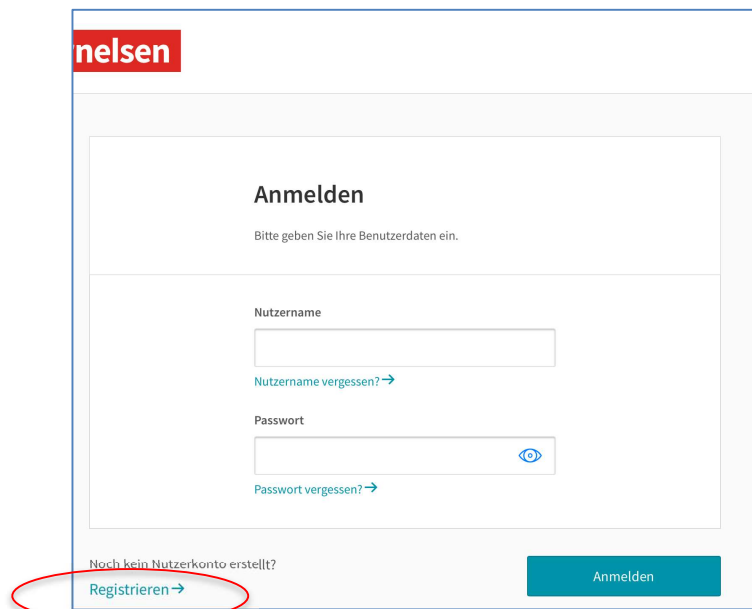 nelsen
Anmelden
Bitte geben Sie Ihre Benutzerdaten ein.
Nutzername
Nutzername vergessen?→
Passwort
Passwort vergessen?→
Noch kein Nutzerkonto erstellt?
Registrieren→
Anmelden